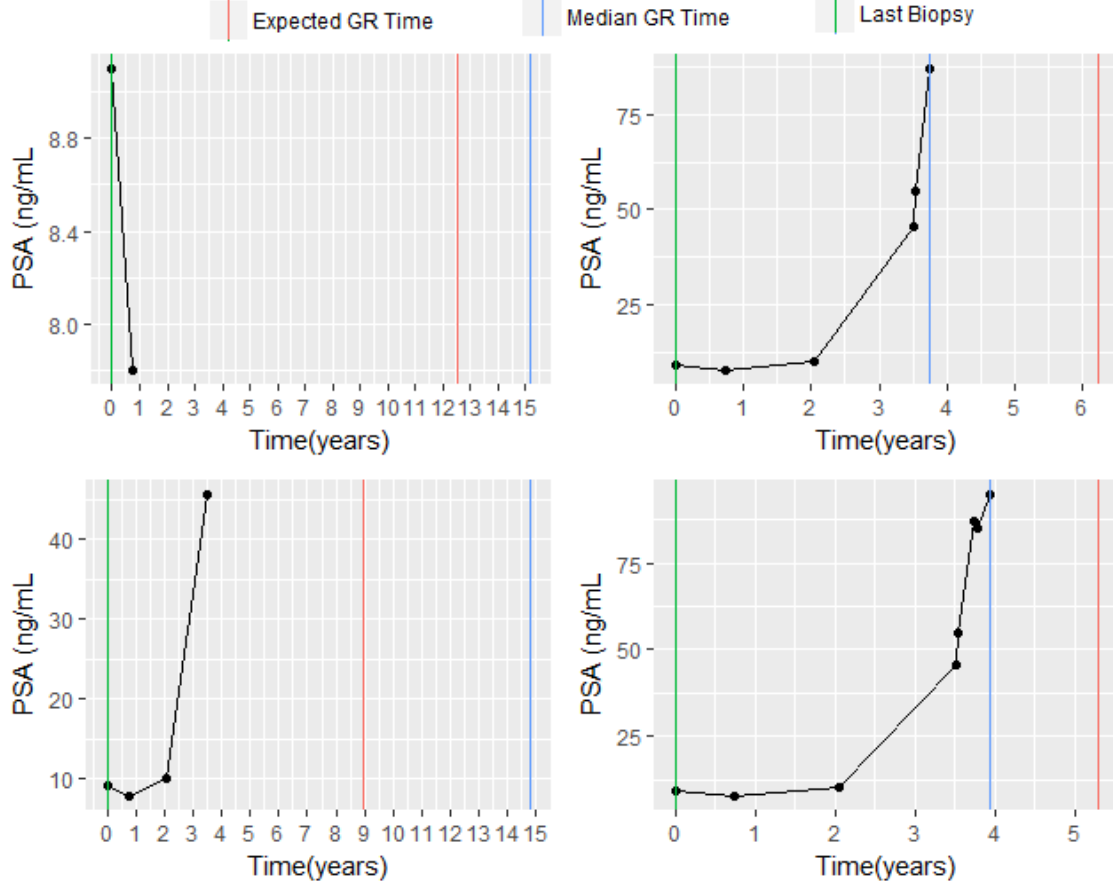 Expected GR Time Median GR Time Last Biopsy
PSA (ng/mL
8.8
8.4
8.0
0 1 2 3 4 5 6 7 8 9 10 11 12 13 14 15
Time(years)
PSA (ng/mL
75
50
25
0 1 2 3 4 5 6
Time(years)
PSA (ng/mL
40
30
20
10
0 1 2 3 4 5 6 7 8 9 10 11 12 13 14 15
Time(years)
PSA (ng/mL
75
50
25
0 1 2 3 4 5
Time(years)